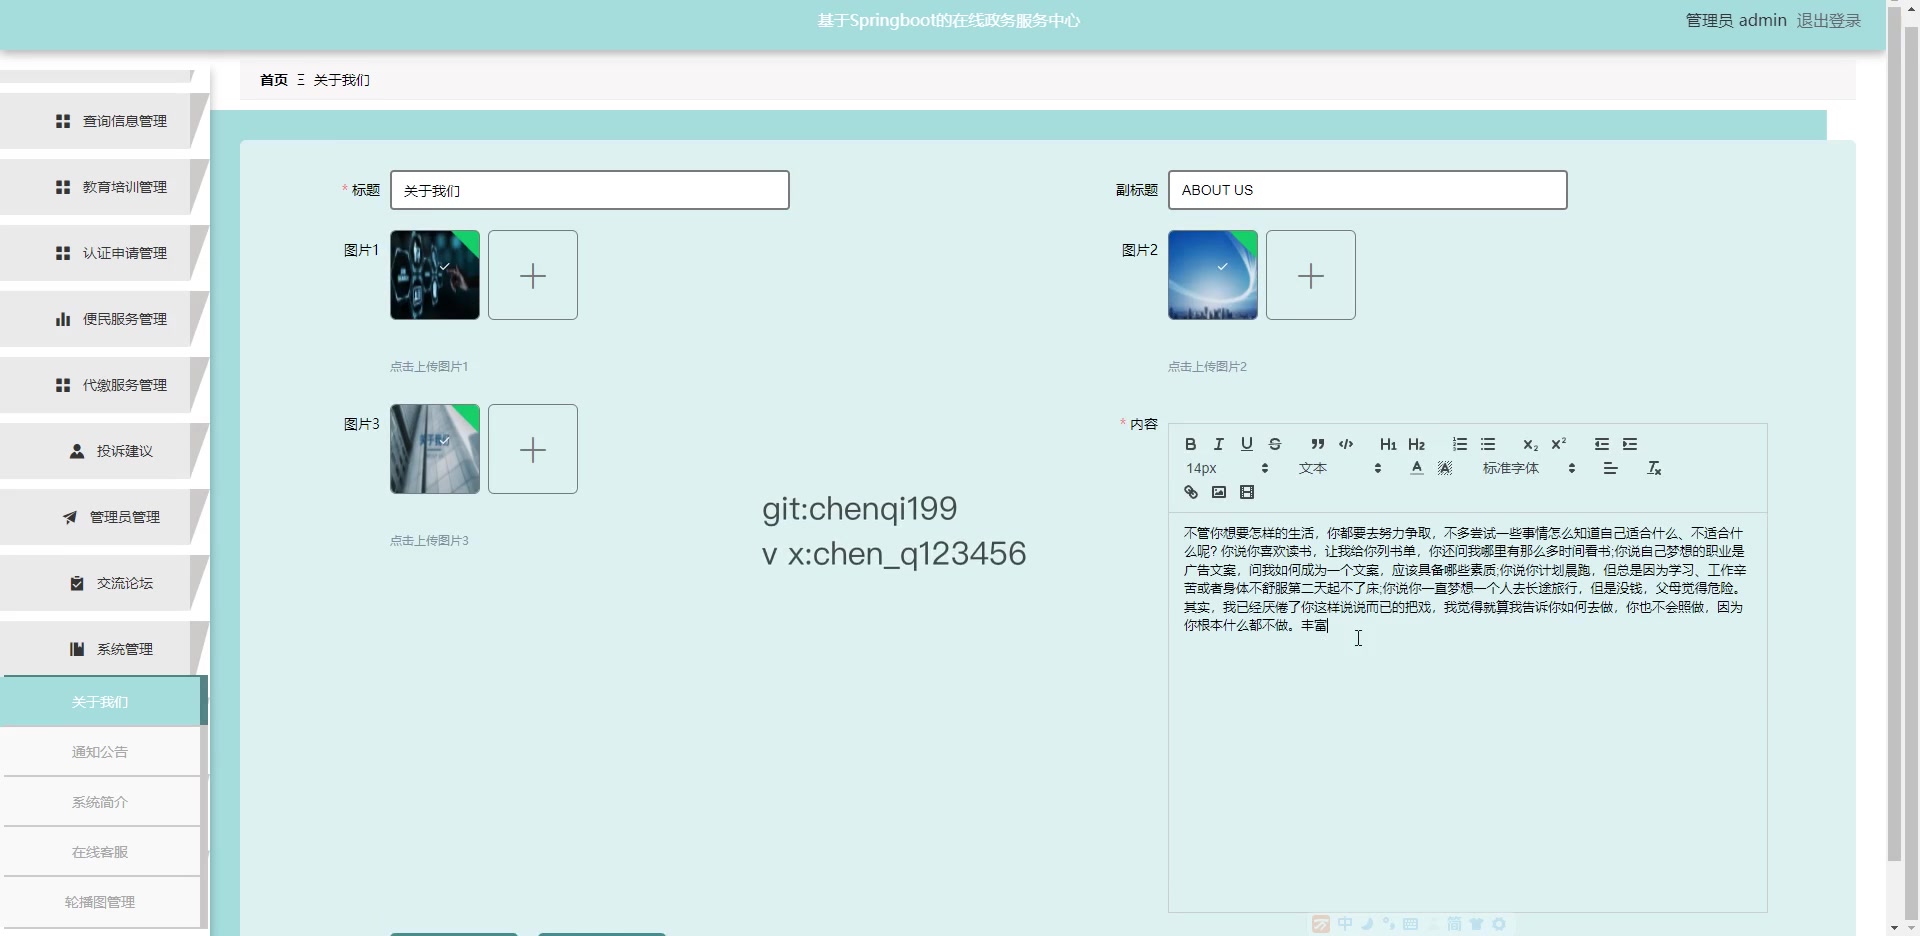 基于Springboot的在线政务服务中心
管理员 admin 退出登录
首页 Ξ 关于我们
查询信息管理
教育培训管理
认证申请管理
便民服务管理
代缴服务管理
投诉建议
管理员管理
交流论坛
系统管理
关于我们
通知公告
系统简介
在线客服
轮播图管理
* 标题 关于我们
副标题 ABOUT US
图片1
点击上传图片1
图片2
点击上传图片2
图片3
点击上传图片3
* 内容
B I U S H1 H2 X2 X2
14px 文本 A A 标准字体
不管你想要怎样的生活，你都要去努力争取，不多尝试一些事情怎么知道自己适合什么、不适合什
么呢? 你说你喜欢读书，让我给你列书单，你还问我哪里有那么多时间看书;你说自己梦想的职业是
广告文案，问我如何成为一个文案，应该具备哪些素质;你说你计划晨跑，但总是因为学习、工作辛
苦或者身体不舒服第二天起不了床;你说你一直梦想一个人去长途旅行，但是没钱，父母觉得危险。
其实，我已经厌倦了你这样说说而已的把戏，我觉得就算我告诉你如何去做，你也不会照做，因为
你根本什么都不做。丰富
git:chenqi199
v x:chen_q123456
中 简